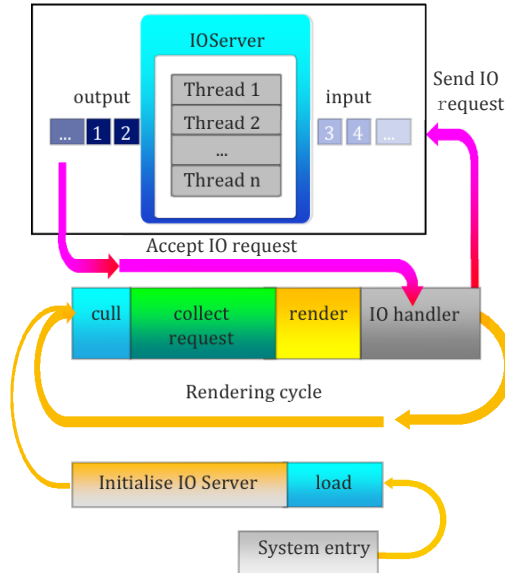 IOServer
output
input
Send IO
request
Thread 1
Thread 2
...
Thread n
...
1
2
3
4
...
Accept IO request
cull
collect
request
render
IO handler
Rendering cycle
Initialise IO Server
load
System entry